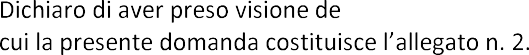 Dichiaro di aver preso visione de
cui la presente domanda costituisce l’allegato n. 2.